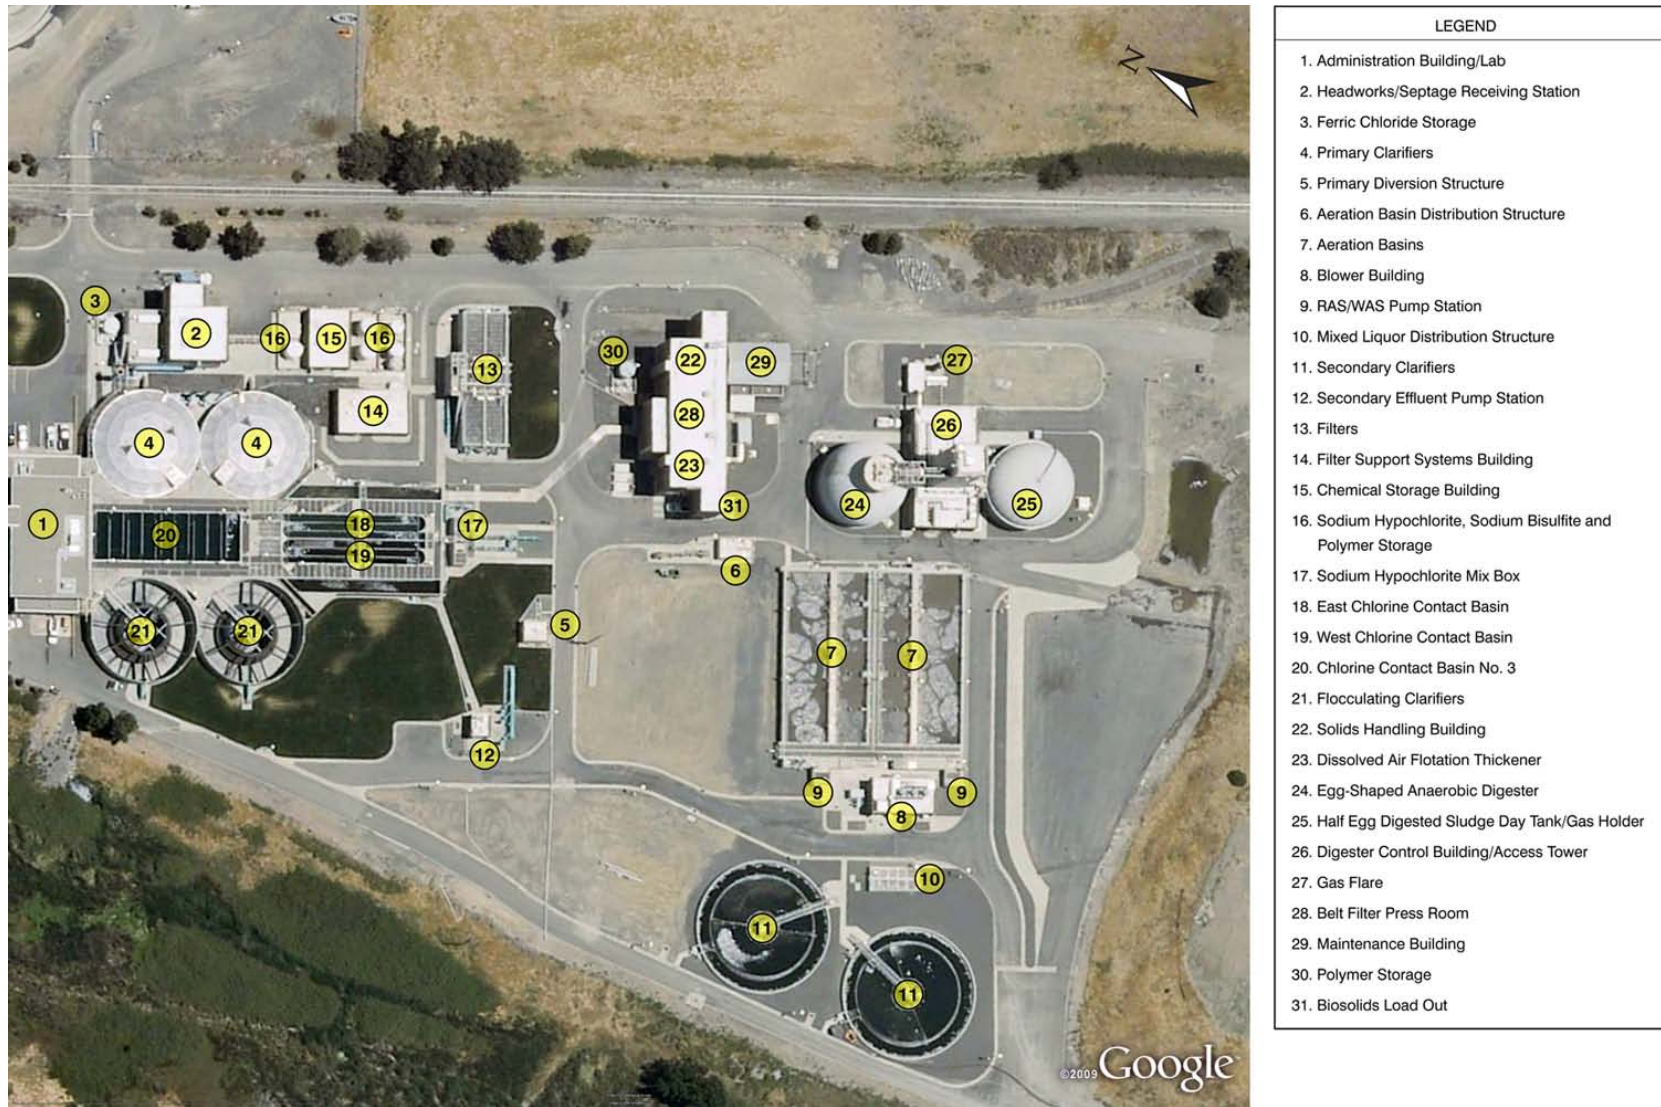 N
3
2
16
15
16
13
14
4
4
30
22
29
27
28
26
23
31
24
25
1
20
18
17
19
6
21
21
5
7
7
12
9
9
8
10
11
11
©2009 Google
LEGEND
1. Administration Building/Lab
2. Headworks/Septage Receiving Station
3. Ferric Chloride Storage
4. Primary Clarifiers
5. Primary Diversion Structure
6. Aeration Basin Distribution Structure
7. Aeration Basins
8. Blower Building
9. RAS/WAS Pump Station
10. Mixed Liquor Distribution Structure
11. Secondary Clarifiers
12. Secondary Effluent Pump Station
13. Filters
14. Filter Support Systems Building
15. Chemical Storage Building
16. Sodium Hypochlorite, Sodium Bisulfite and
Polymer Storage
17. Sodium Hypochlorite Mix Box
18. East Chlorine Contact Basin
19. West Chlorine Contact Basin
20. Chlorine Contact Basin No. 3
21. Flocculating Clarifiers
22. Solids Handling Building
23. Dissolved Air Flotation Thickener
24. Egg-Shaped Anaerobic Digester
25. Half Egg Digested Sludge Day Tank/Gas Holder
26. Digester Control Building/Access Tower
27. Gas Flare
28. Belt Filter Press Room
29. Maintenance Building
30. Polymer Storage
31. Biosolids Load Out